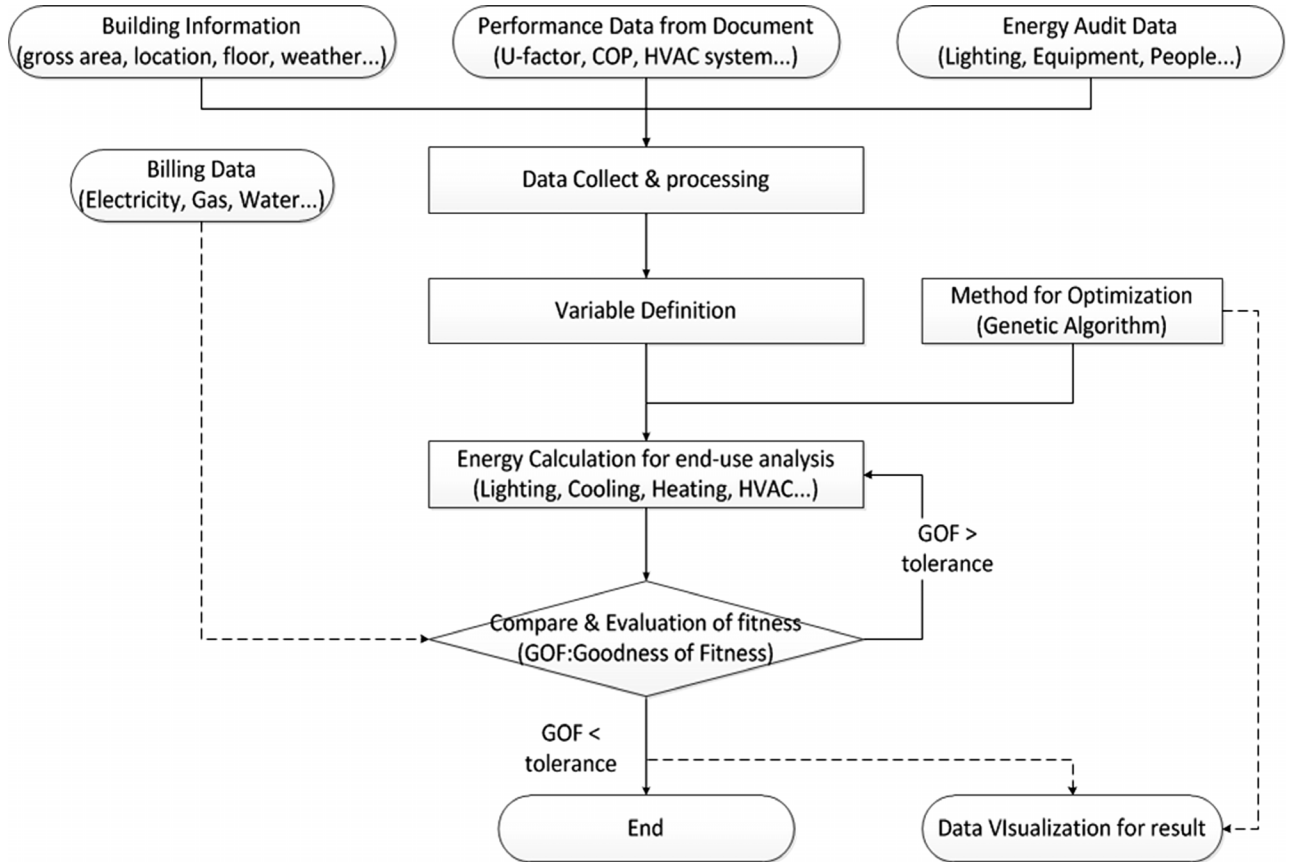 Building Information
(gross area, location, floor, weather...)
Performance Data from Document
(U-factor, COP, HVAC system...)
Energy Audit Data
(Lighting, Equipment, People...)
Billing Data
(Electricity, Gas, Water...)
Data Collect & processing
Variable Definition
Method for Optimization
(Genetic Algorithm)
Energy Calculation for end-use analysis
(Lighting, Cooling, Heating, HVAC...)
GOF >
tolerance
Compare & Evaluation of fitness
(GOF:Goodness of Fitness)
GOF <
tolerance
End
Data VIsualization for result